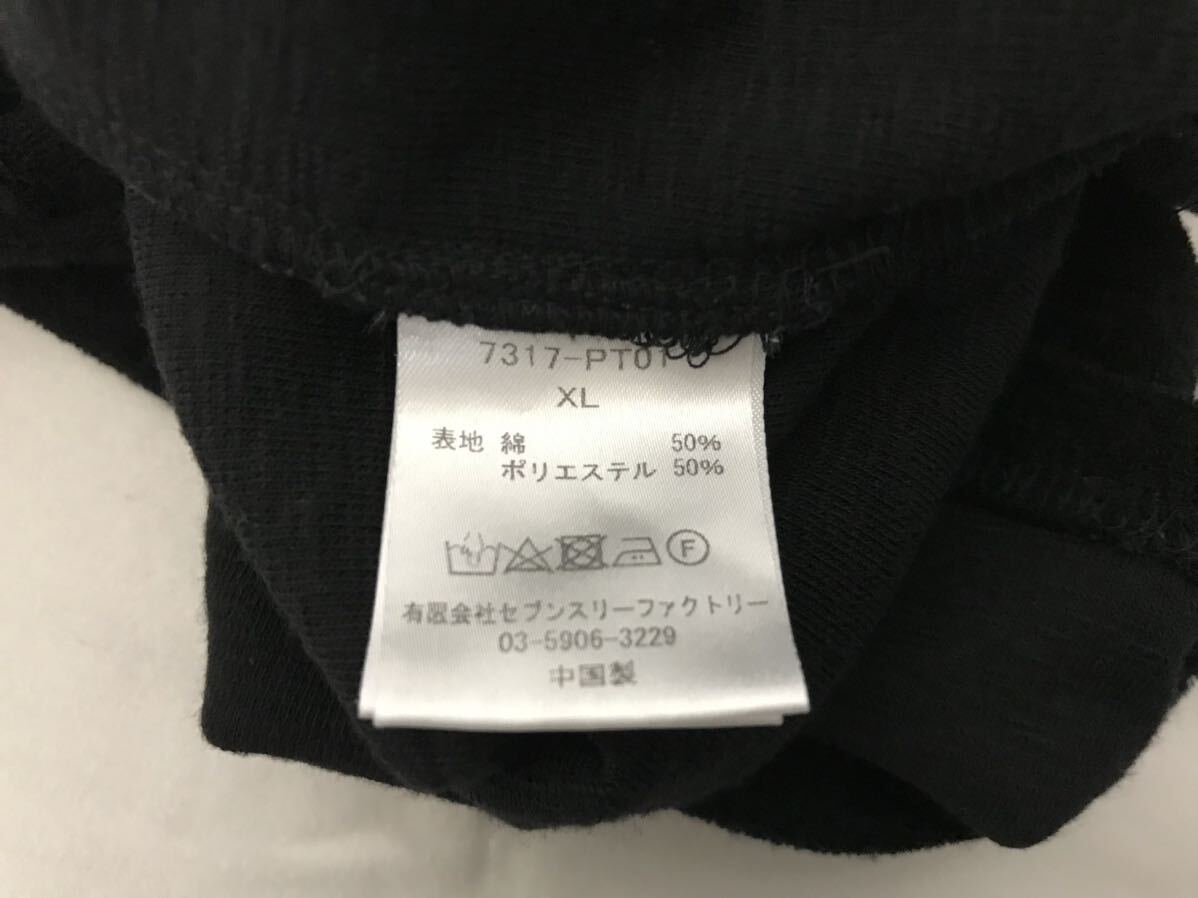 7317-PT01
XL
表地 綿 50%
ポリエステル 50%
F
有限会社セブンスリーファクトリー
03-5906-3229
中国製